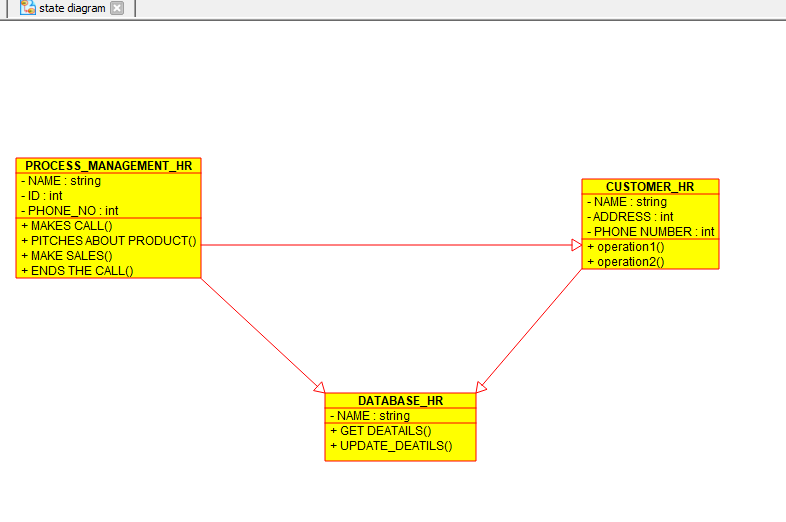 state diagram
PROCESS_MANAGEMENT_HR
- NAME : string
- ID : int
- PHONE_NO : int
+ MAKES CALL()
+ PITCHES ABOUT PRODUCT()
+ MAKE SALES()
+ ENDS THE CALL()
CUSTOMER_HR
- NAME : string
- ADDRESS : int
- PHONE NUMBER : int
+ operation1()
+ operation2()
DATABASE_HR
- NAME : string
+ GET DEATAILS()
+ UPDATE_DEATILS()